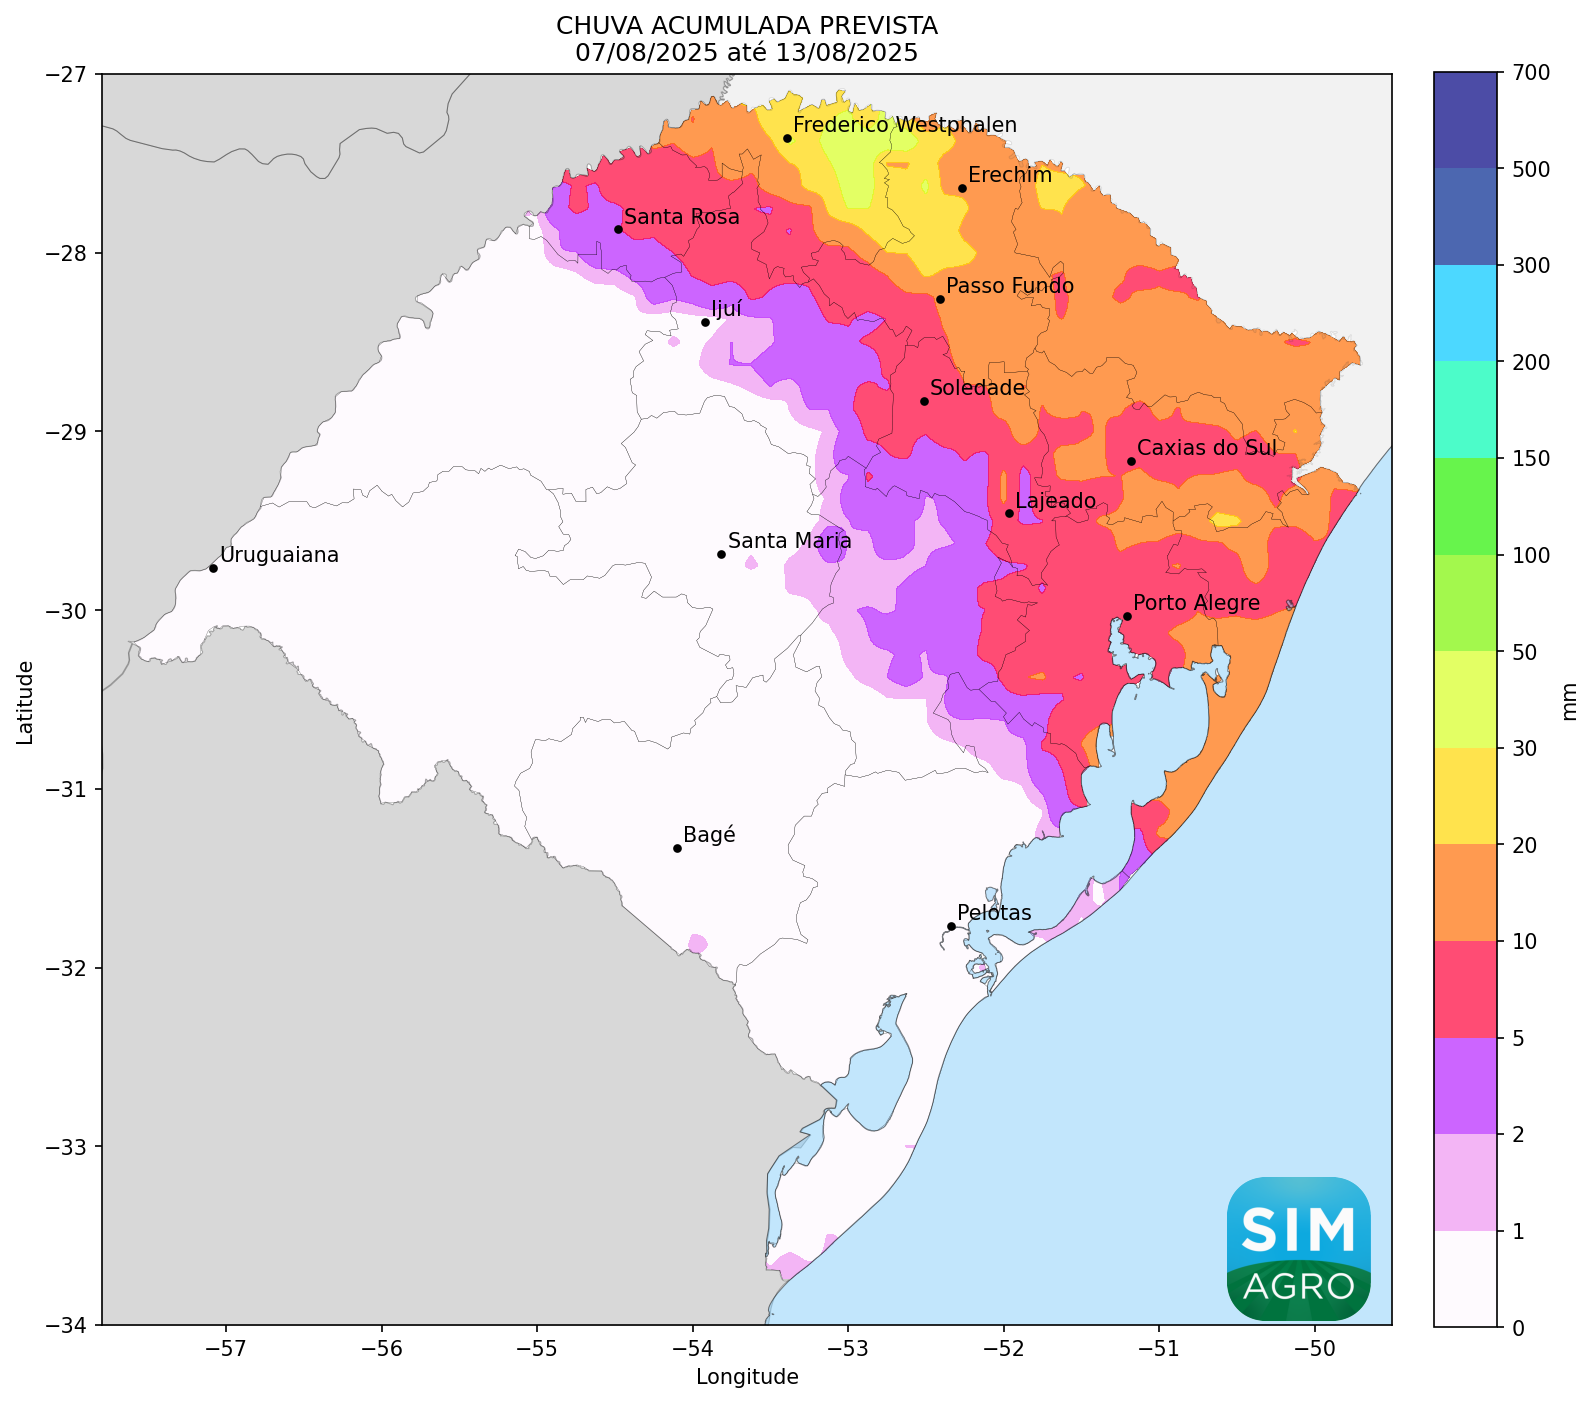 CHUVA ACUMULADA PREVISTA
07/08/2025 até 13/08/2025
−27
−28
−29
−30
−31
−32
−33
−34
Latitude
Frederico Westphalen
Erechim
Santa Rosa
Passo Fundo
Ijuí
Soledade
Caxias do Sul
Lajeado
Santa Maria
Uruguaiana
Porto Alegre
Bagé
Pelotas
SIM
AGRO
−57
−56
−55
−54
−53
−52
−51
−50
Longitude
700
500
300
200
150
100
50
30
20
10
5
2
1
0
mm